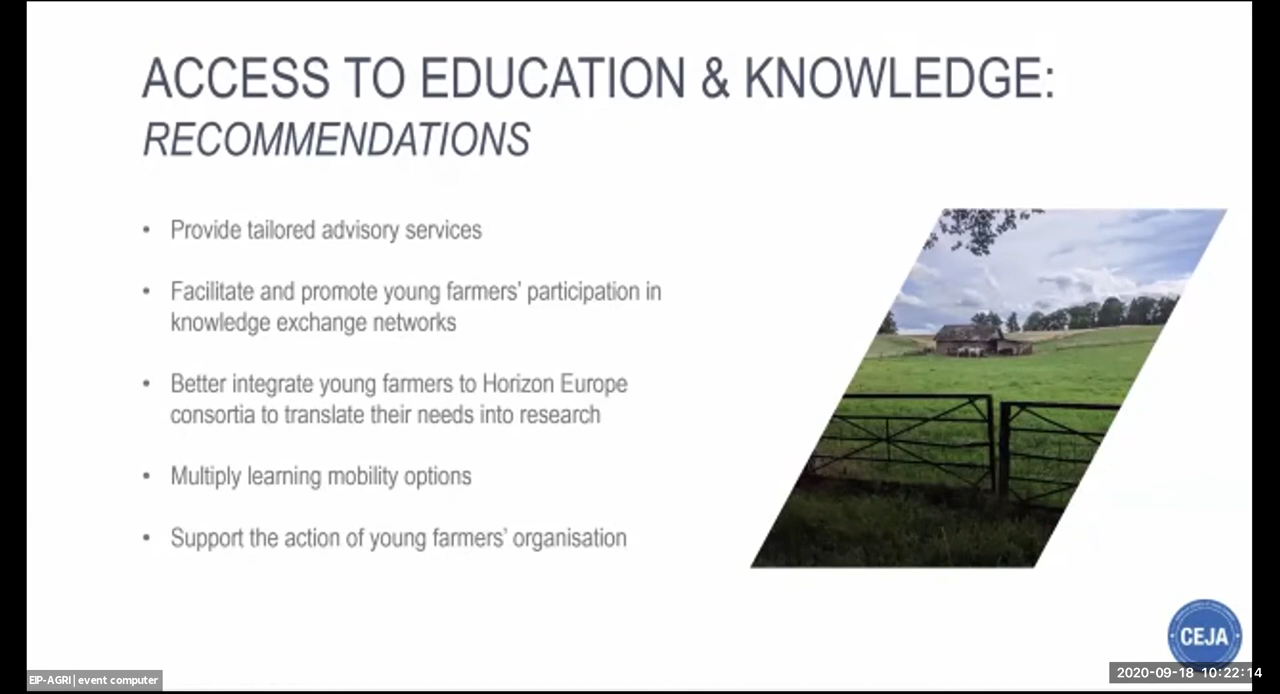 ACCESS TO EDUCATION & KNOWLEDGE:
RECOMMENDATIONS
• Provide tailored advisory services
• Facilitate and promote young farmers' participation in
knowledge exchange networks
• Better integrate young farmers to Horizon Europe
consortia to translate their needs into research
• Multiply learning mobility options
• Support the action of young farmers' organisation
CEJA
EIP-AGRI | event computer
2020-09-18 10:22:14